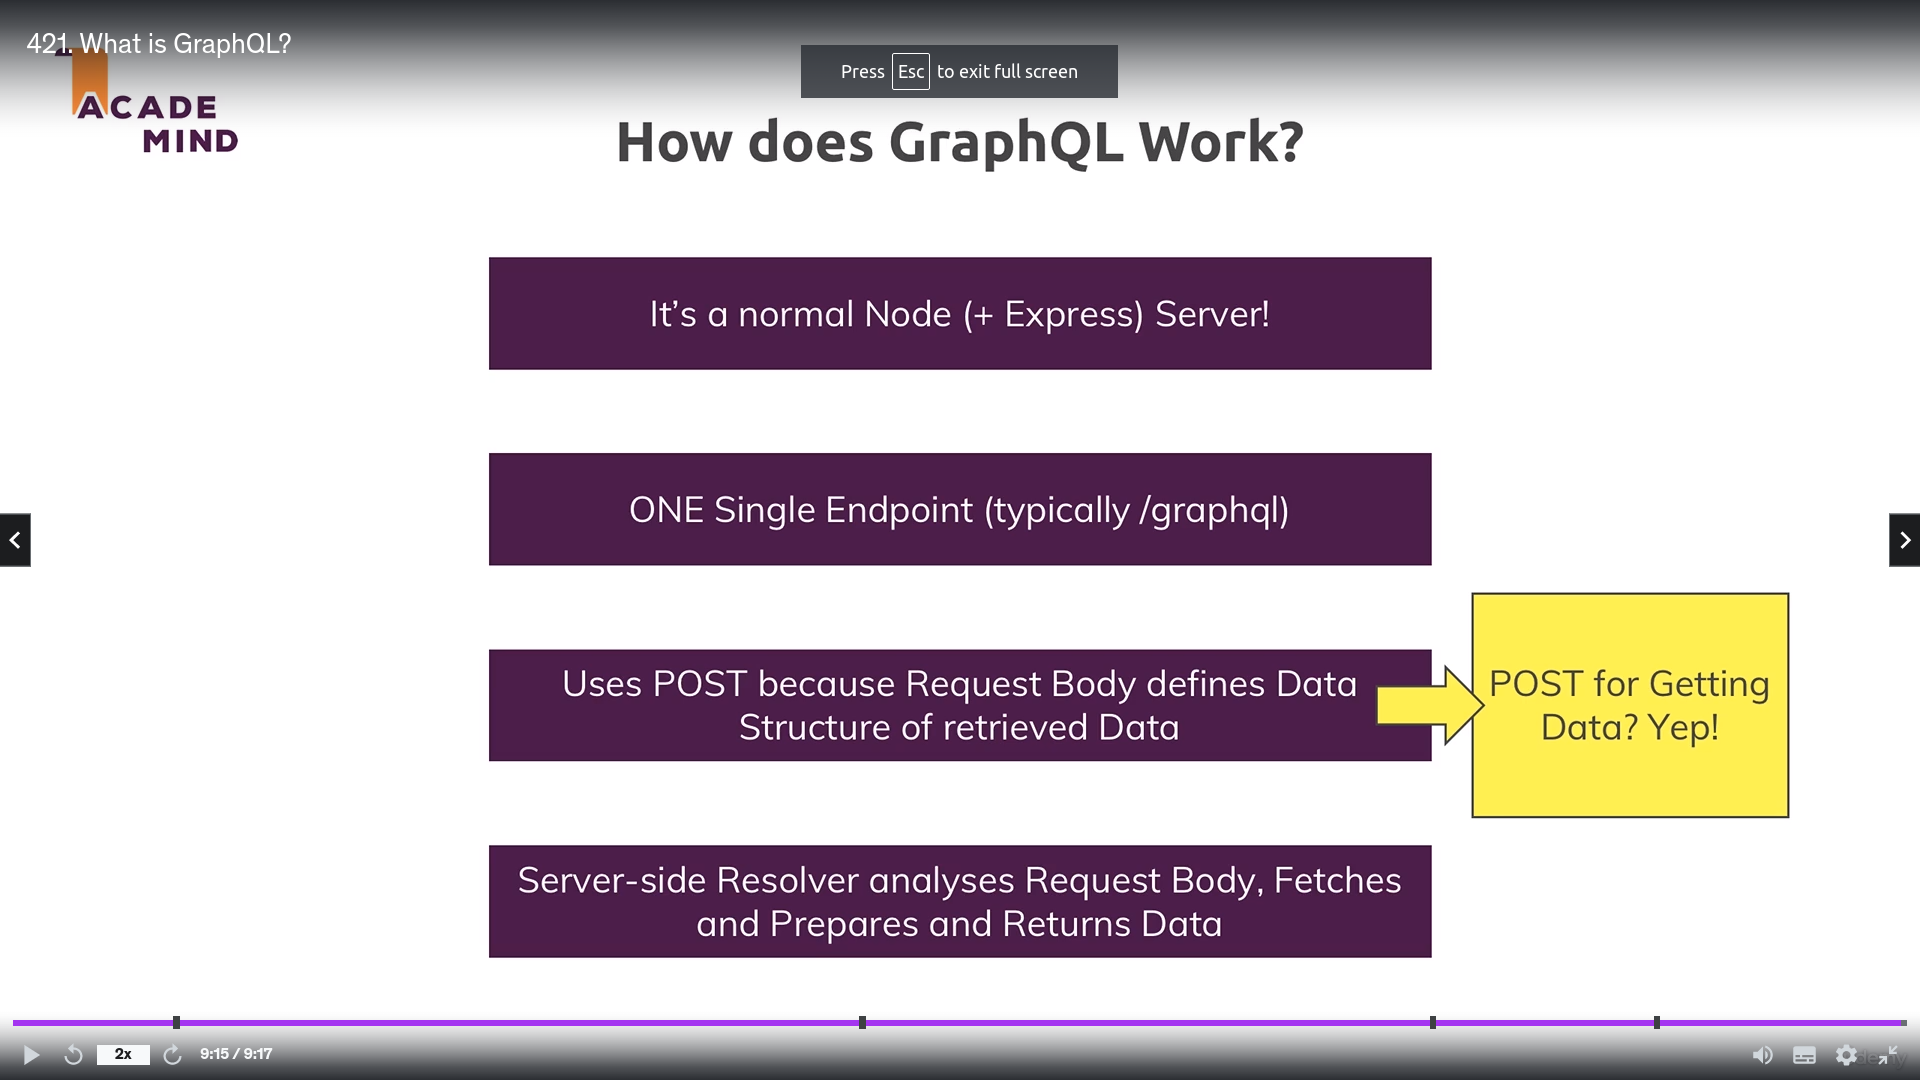 421. What is GraphQL?
Press Esc to exit full screen
ACADE
MIND
How does GraphQL Work?
It’s a normal Node (+ Express) Server!
ONE Single Endpoint (typically /graphql)
Uses POST because Request Body defines Data
Structure of retrieved Data
POST for Getting
Data? Yep!
Server-side Resolver analyses Request Body, Fetches
and Prepares and Returns Data
2x
9:15 / 9:17